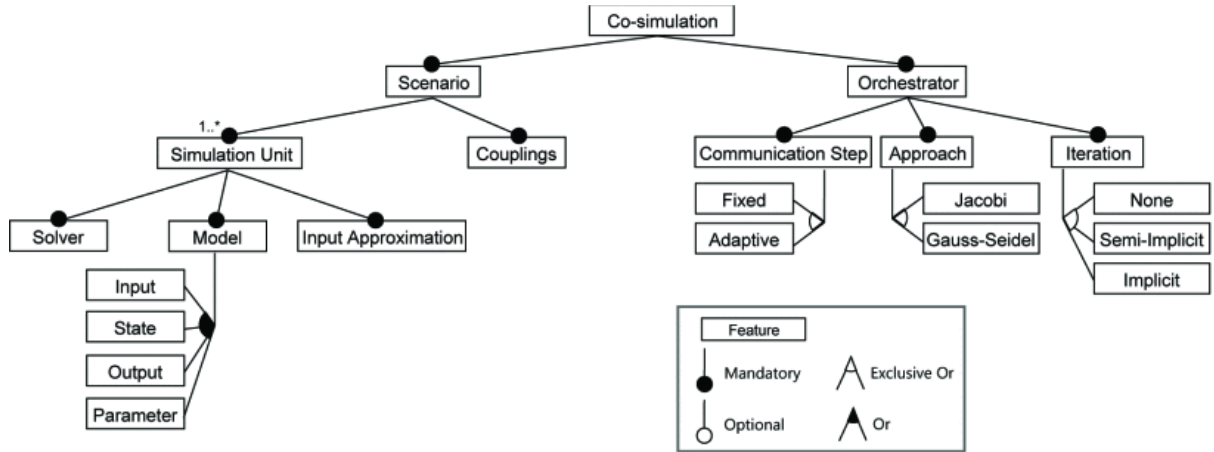 Co-simulation
Scenario
Orchestrator
1..*
Simulation Unit
Couplings
Communication Step
Approach
Iteration
Solver
Model
Input Approximation
Fixed
Adaptive
Jacobi
Gauss-Seidel
None
Semi-Implicit
Implicit
Input
State
Output
Parameter
Feature
Mandatory
Exclusive Or
Optional
Or